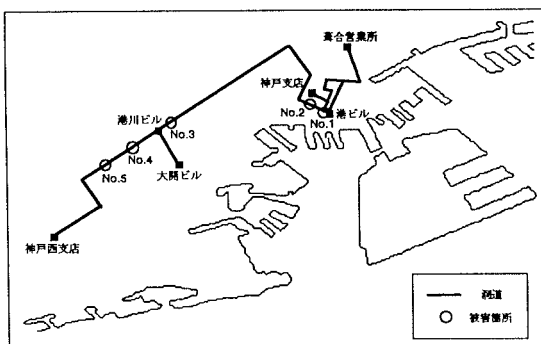 葺合営業所
神戸支店
No.2
No.1
港ビル
湊川ビル
No.3
No.4
No.5
大開ビル
神戸西支店
洞道
被害箇所